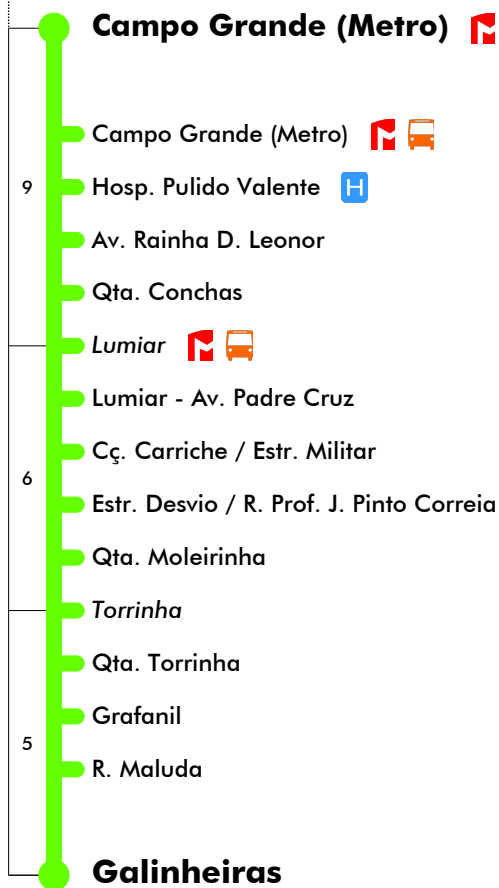 Campo Grande (Metro)
Campo Grande (Metro)
9
Hosp. Pulido Valente H
Av. Rainha D. Leonor
Qta. Conchas
Lumiar
Lumiar - Av. Padre Cruz
Cç. Carriche / Estr. Militar
6
Estr. Desvio / R. Prof. J. Pinto Correia
Qta. Moleirinha
Torrinha
Qta. Torrinha
Grafanil
5
R. Maluda
Galinheiras